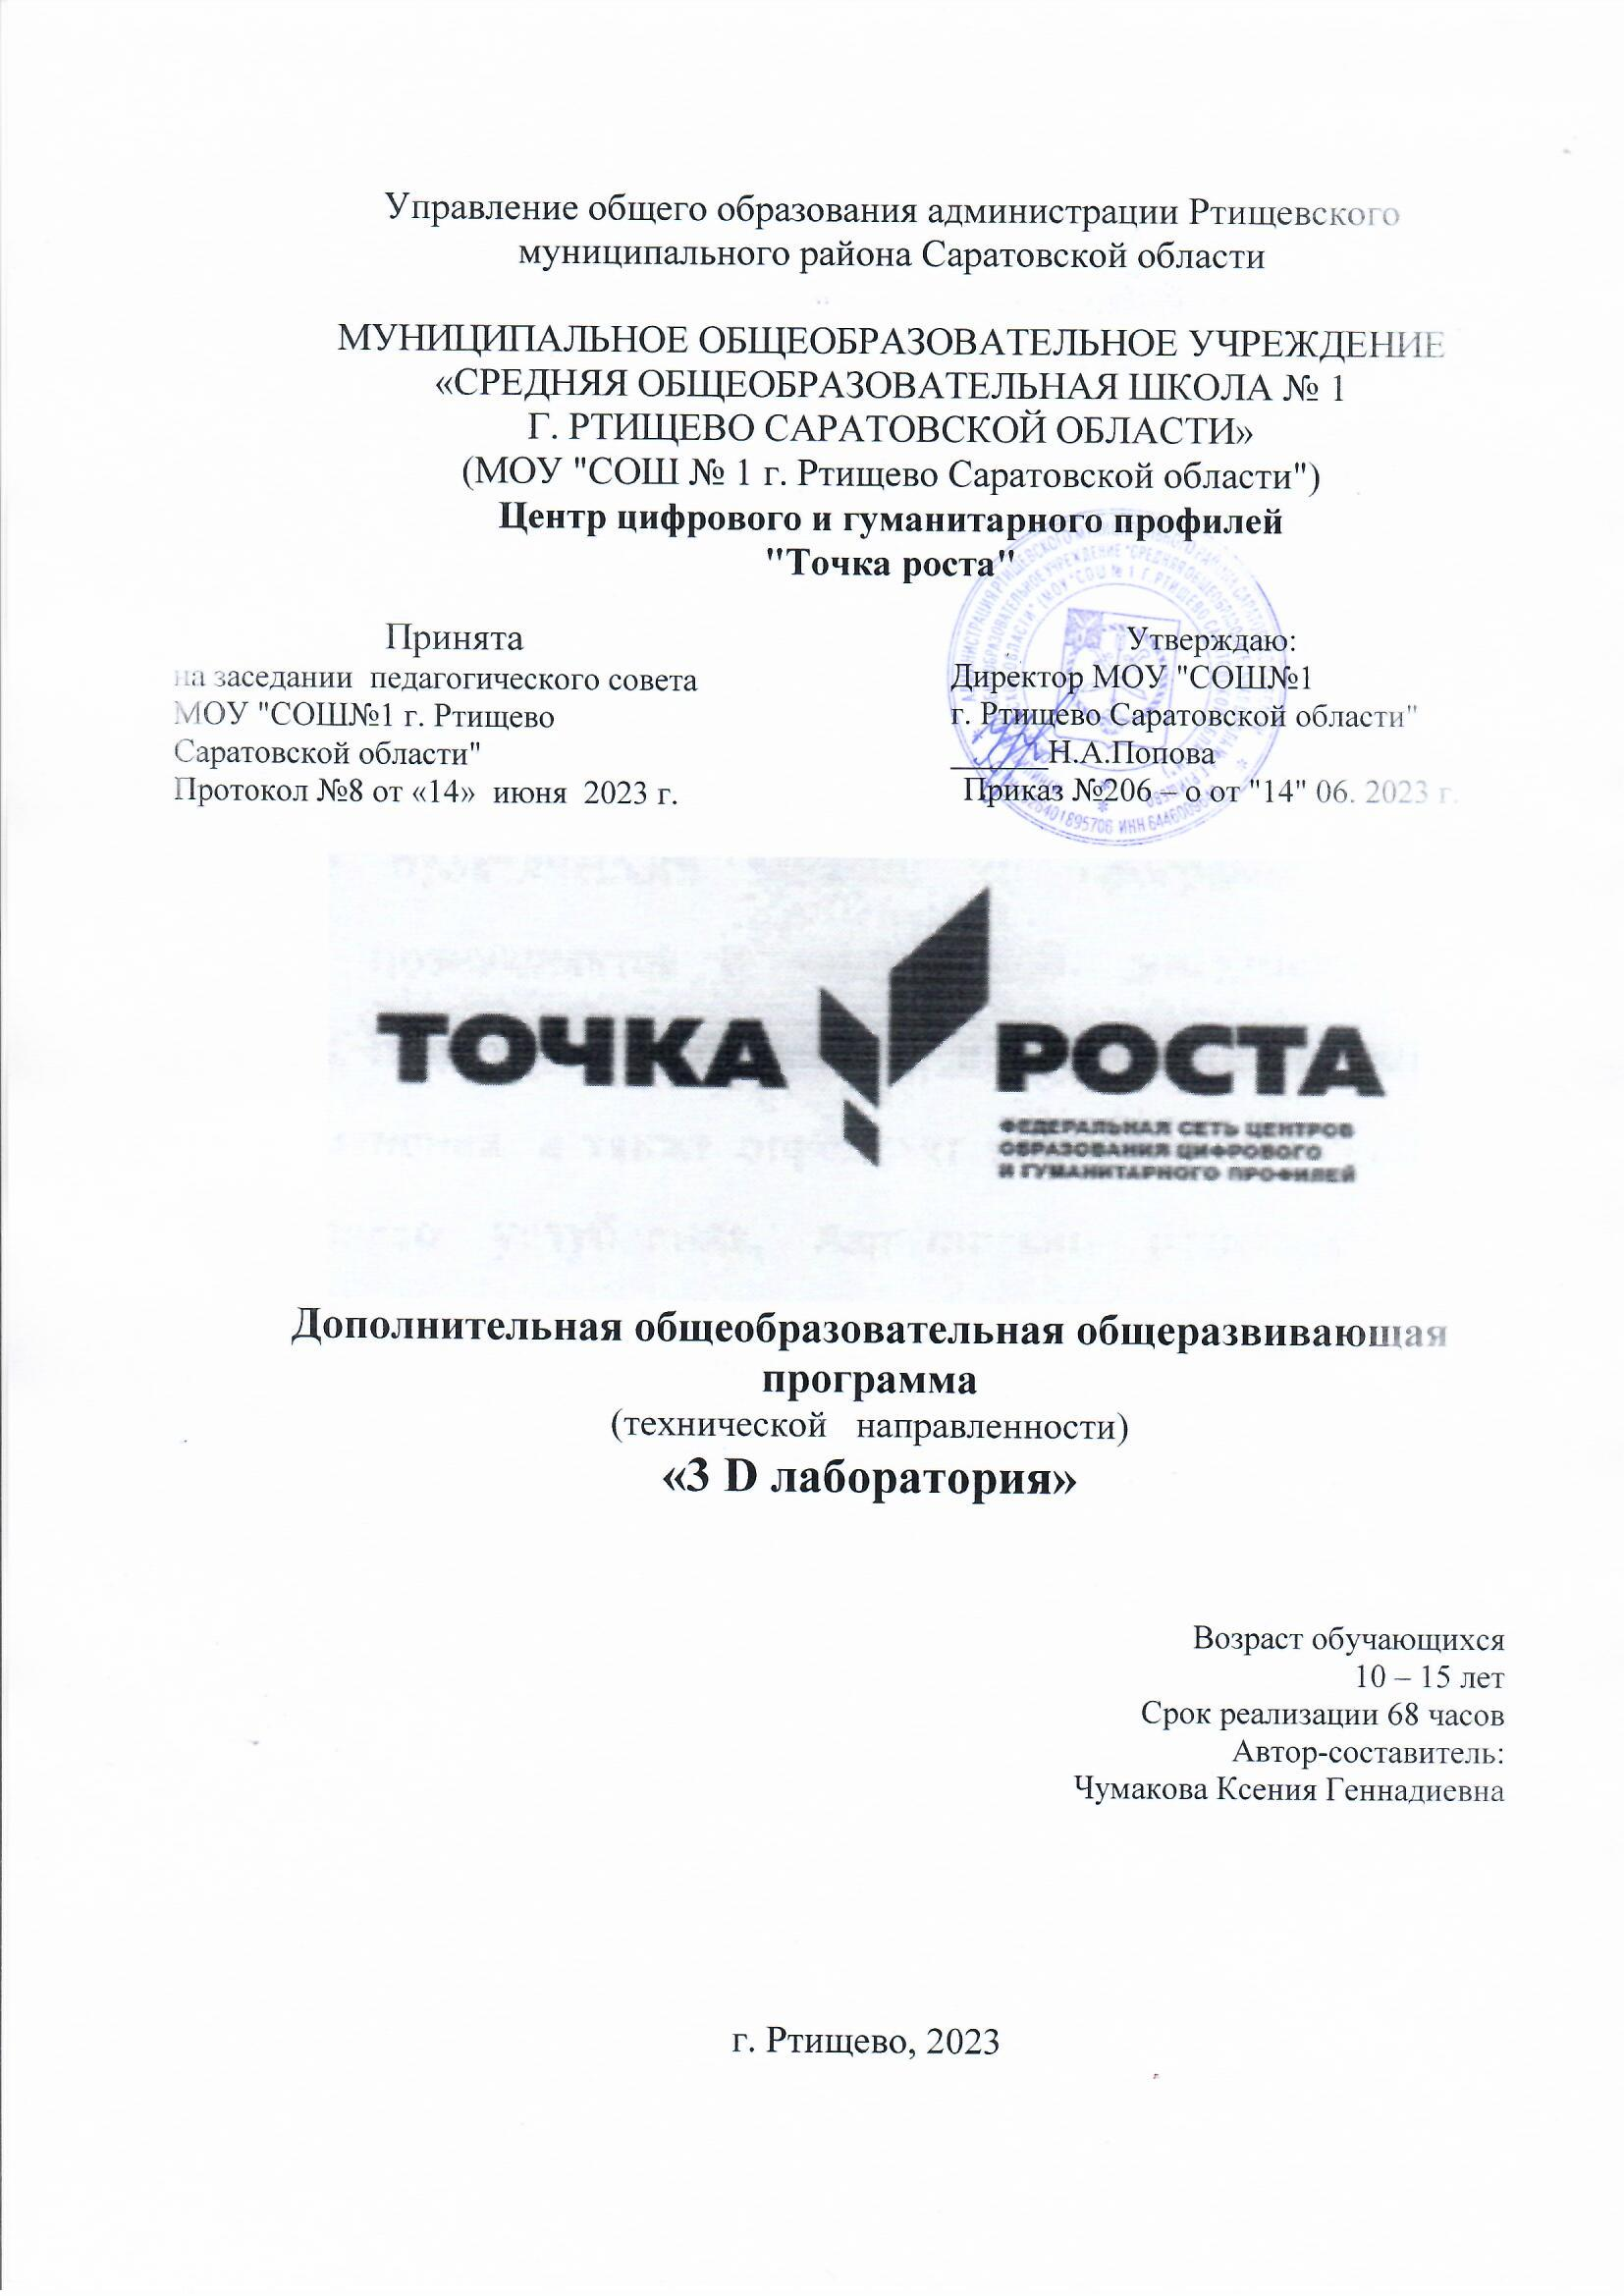 Управление общего образования администрации Ртищевского
муниципального района Саратовской области
МУНИЦИПАЛЬНОЕ ОБЩЕОБРАЗОВАТЕЛЬНОЕ УЧРЕЖДЕНИЕ
«СРЕДНЯЯ ОБЩЕОБРАЗОВАТЕЛЬНАЯ ШКОЛА № 1
Г. РТИЩЕВО САРАТОВСКОЙ ОБЛАСТИ»
(МОУ "СОШ № 1 г. Ртищево Саратовской области")
Центр цифрового и гуманитарного профилей
"Точка роста"
Принята
на заседании педагогического совета
МОУ "СОШ№1 г. Ртищево
Саратовской области"
Протокол №8 от «14» июня 2023 г.
Утверждаю:
Директор МОУ "СОШ№1
г. Ртищево Саратовской области"
______Н.А.Попова
Приказ №206 – о от "14" 06. 2023 г.
ТОЧКА РОСТА
ФЕДЕРАЛЬНАЯ СЕТЬ ЦЕНТРОВ
ОБРАЗОВАНИЯ ЦИФРОВОГО
И ГУМАНИТАРНОГО ПРОФИЛЕЙ
Дополнительная общеобразовательная общеразвивающая
программа
(технической направленности)
«3 D лаборатория»
Возраст обучающихся
10 – 15 лет
Срок реализации 68 часов
Автор-составитель:
Чумакова Ксения Геннадиевна
г. Ртищево, 2023